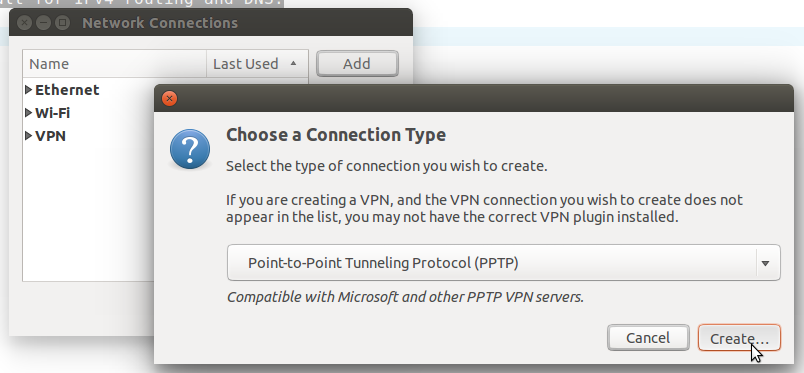 for IPv4 routing and DNS.
Network Connections
Name
Last Used
Add
Ethernet
Wi-Fi
VPN
Choose a Connection Type
Select the type of connection you wish to create.
If you are creating a VPN, and the VPN connection you wish to create does not
appear in the list, you may not have the correct VPN plugin installed.
Point-to-Point Tunneling Protocol (PPTP)
Compatible with Microsoft and other PPTP VPN servers.
Cancel
Create...